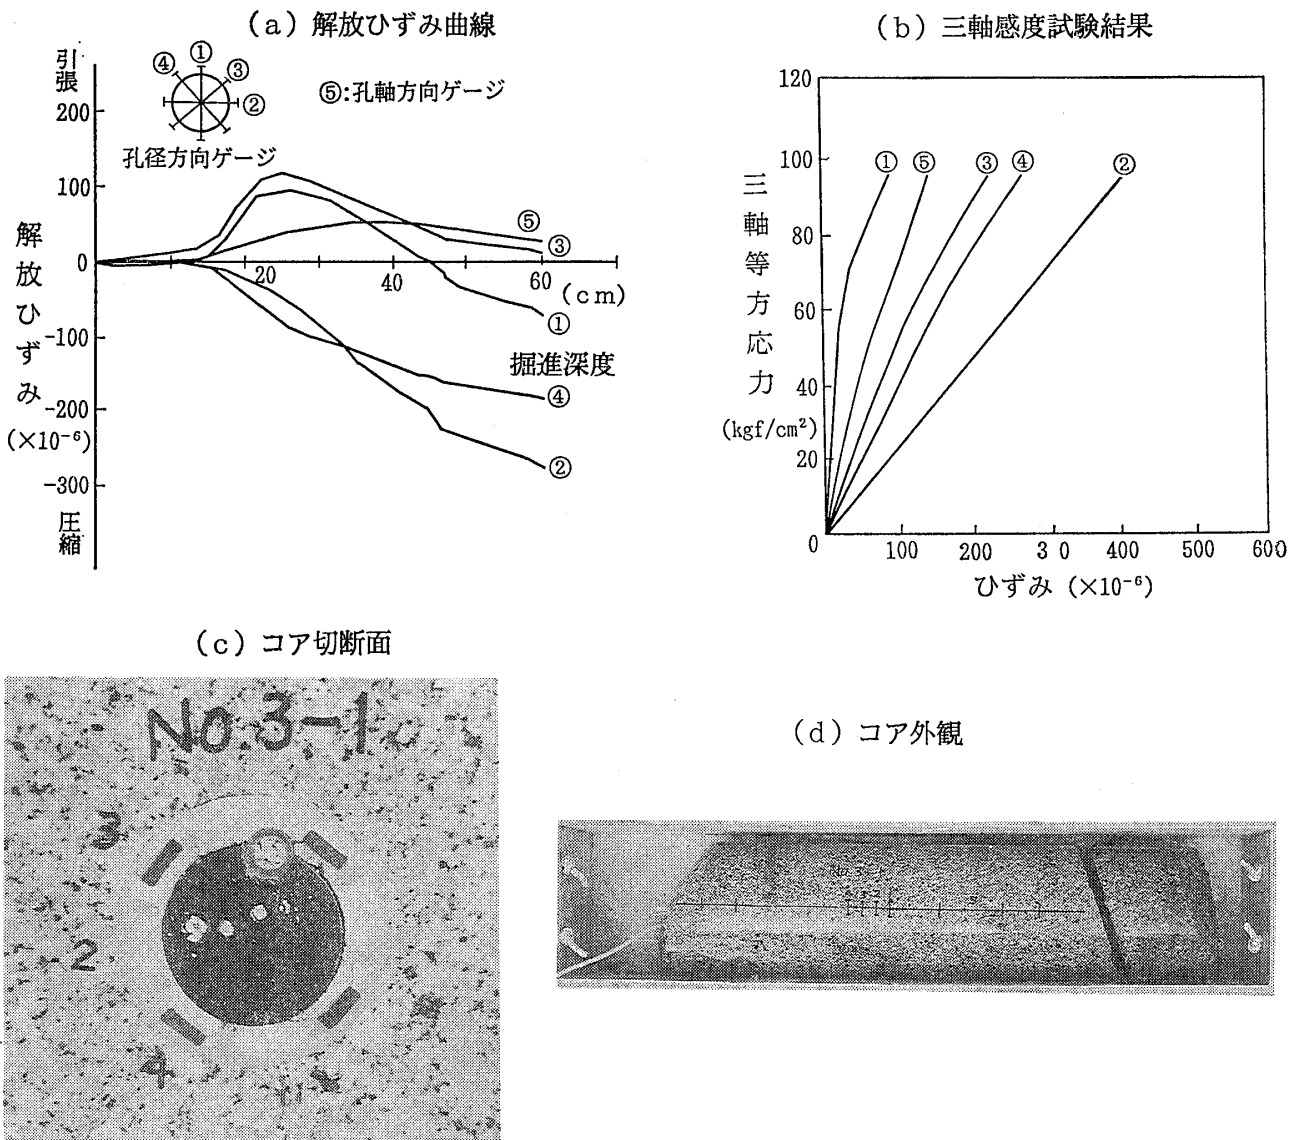 (a) 解放ひずみ曲線
引張
① ④ ③ ②
⑤:孔軸方向ゲージ
孔径方向ゲージ
200
100
0
-100
-200
-300
解放ひずみ
(×10⁻⁶)
圧縮
20 40 60
(cm)
掘進深度
⑤
③
①
④
②
(b) 三軸感度試験結果
120
100
80
60
40
20
0
三軸等方応力
(kgf/cm²)
① ⑤ ③ ④ ②
100 200 3 0 400 500 600
ひずみ (×10⁻⁶)
(c) コア切断面
No.3-1
3
2
4
(d) コア外観